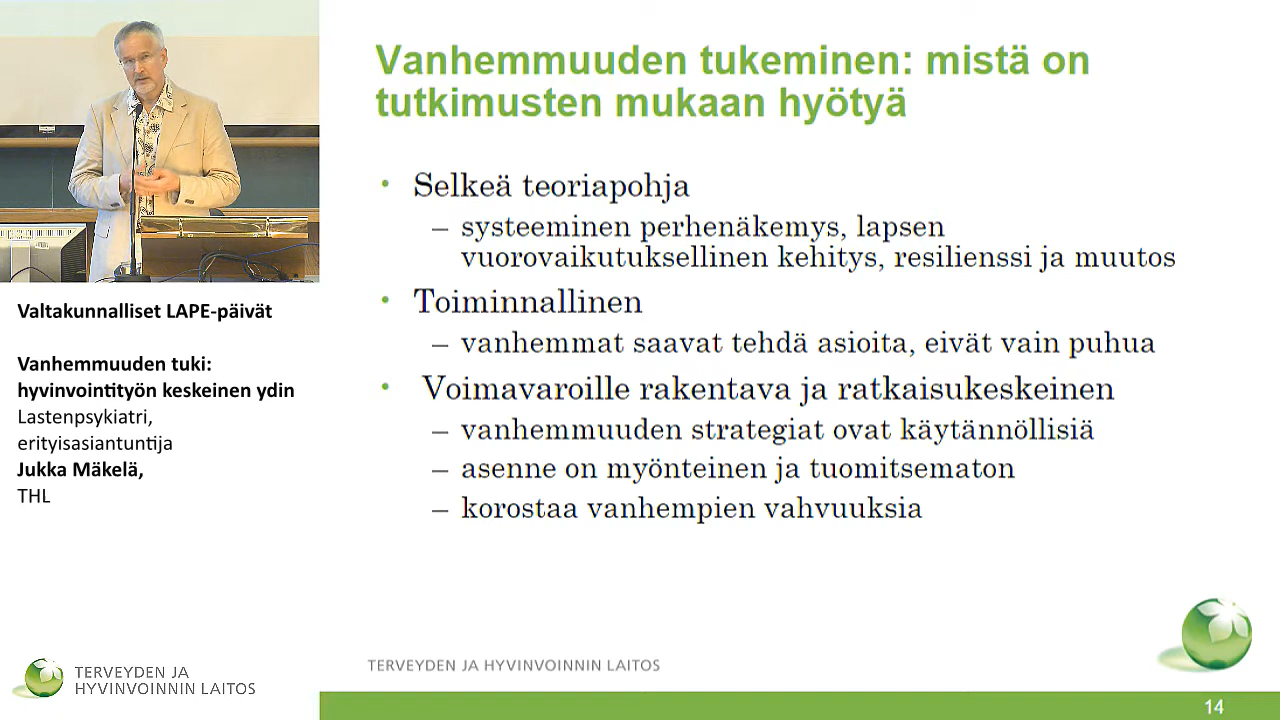 Vanhemmuuden tukeminen: mistä on
tutkimusten mukaan hyötyä
• Selkeä teoriapohja
– systeeminen perhenäkemys, lapsen
vuorovaikutuksellinen kehitys, resilienssi ja muutos
• Toiminnallinen
– vanhemmat saavat tehdä asioita, eivät vain puhua
• Voimavaroille rakentava ja ratkaisukeskeinen
– vanhemmuuden strategiat ovat käytännöllisiä
– asenne on myönteinen ja tuomitsematon
– korostaa vanhempien vahvuuksia
TERVEYDEN JA HYVINVOINNIN LAITOS
14
Valtakunnalliset LAPE-päivät
Vanhemmuuden tuki:
hyvinvointityön keskeinen ydin
Lastenpsykiatri,
erityisasiantuntija
Jukka Mäkelä,
THL
TERVEYDEN JA
HYVINVOINNIN LAITOS